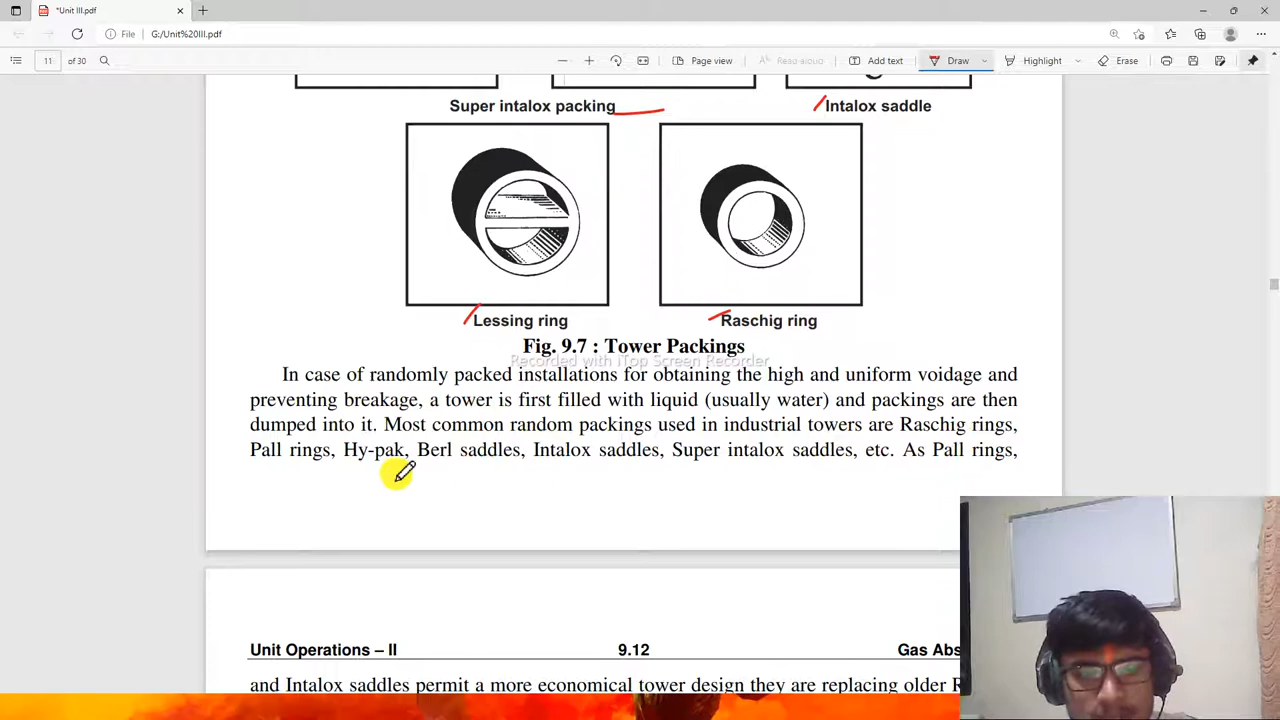 *Unit III.pdf
File
G:/Unit%20III.pdf
11 of 30
Page view
Read aloud
Add text
Draw
Highlight
Erase
Super intalox packing
Intalox saddle
Lessing ring
Raschig ring
Fig. 9.7 : Tower Packings
Recorded with iTop Screen Recorder
In case of randomly packed installations for obtaining the high and uniform voidage and
preventing breakage, a tower is first filled with liquid (usually water) and packings are then
dumped into it. Most common random packings used in industrial towers are Raschig rings,
Pall rings, Hy-pak, Berl saddles, Intalox saddles, Super intalox saddles, etc. As Pall rings,
Unit Operations – II
9.12
Gas Abs
and Intalox saddles permit a more economical tower design they are replacing older R